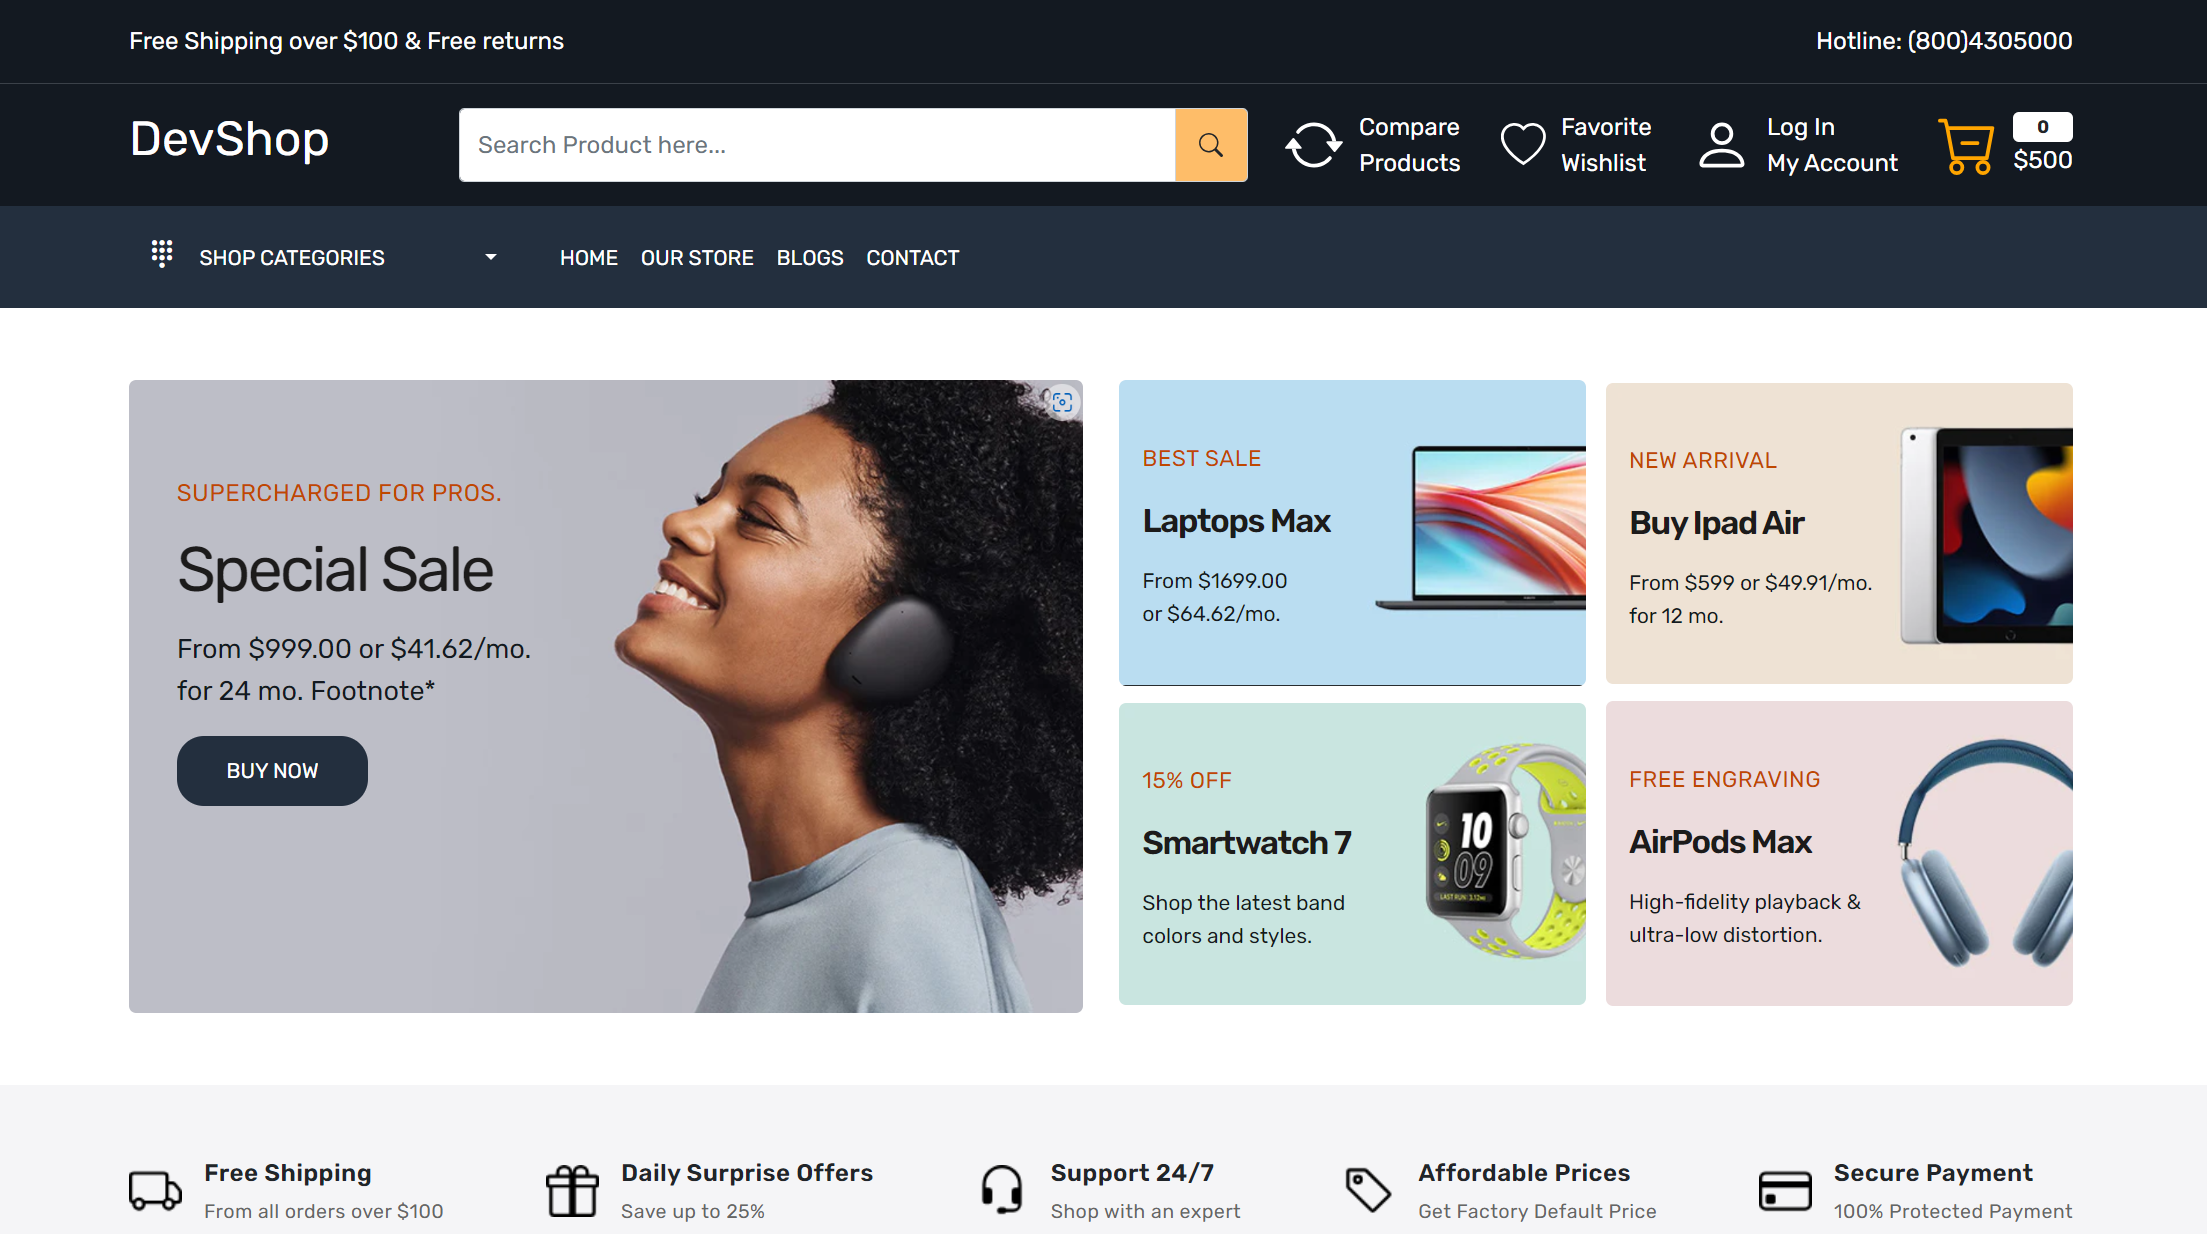 Free Shipping over $100 & Free returns
Hotline: (800)4305000
DevShop
Search Product here...
Compare
Products
Favorite
Wishlist
Log In
My Account
0
$500
SHOP CATEGORIES
HOME
OUR STORE
BLOGS
CONTACT
SUPERCHARGED FOR PROS.
Special Sale
From $999.00 or $41.62/mo.
for 24 mo. Footnote*
BUY NOW
BEST SALE
Laptops Max
From $1699.00
or $64.62/mo.
NEW ARRIVAL
Buy Ipad Air
From $599 or $49.91/mo.
for 12 mo.
15% OFF
Smartwatch 7
Shop the latest band
colors and styles.
10
09
LAST RUN: 3.12mi
FREE ENGRAVING
AirPods Max
High-fidelity playback &
ultra-low distortion.
Free Shipping
From all orders over $100
Daily Surprise Offers
Save up to 25%
Support 24/7
Shop with an expert
Affordable Prices
Get Factory Default Price
Secure Payment
100% Protected Payment